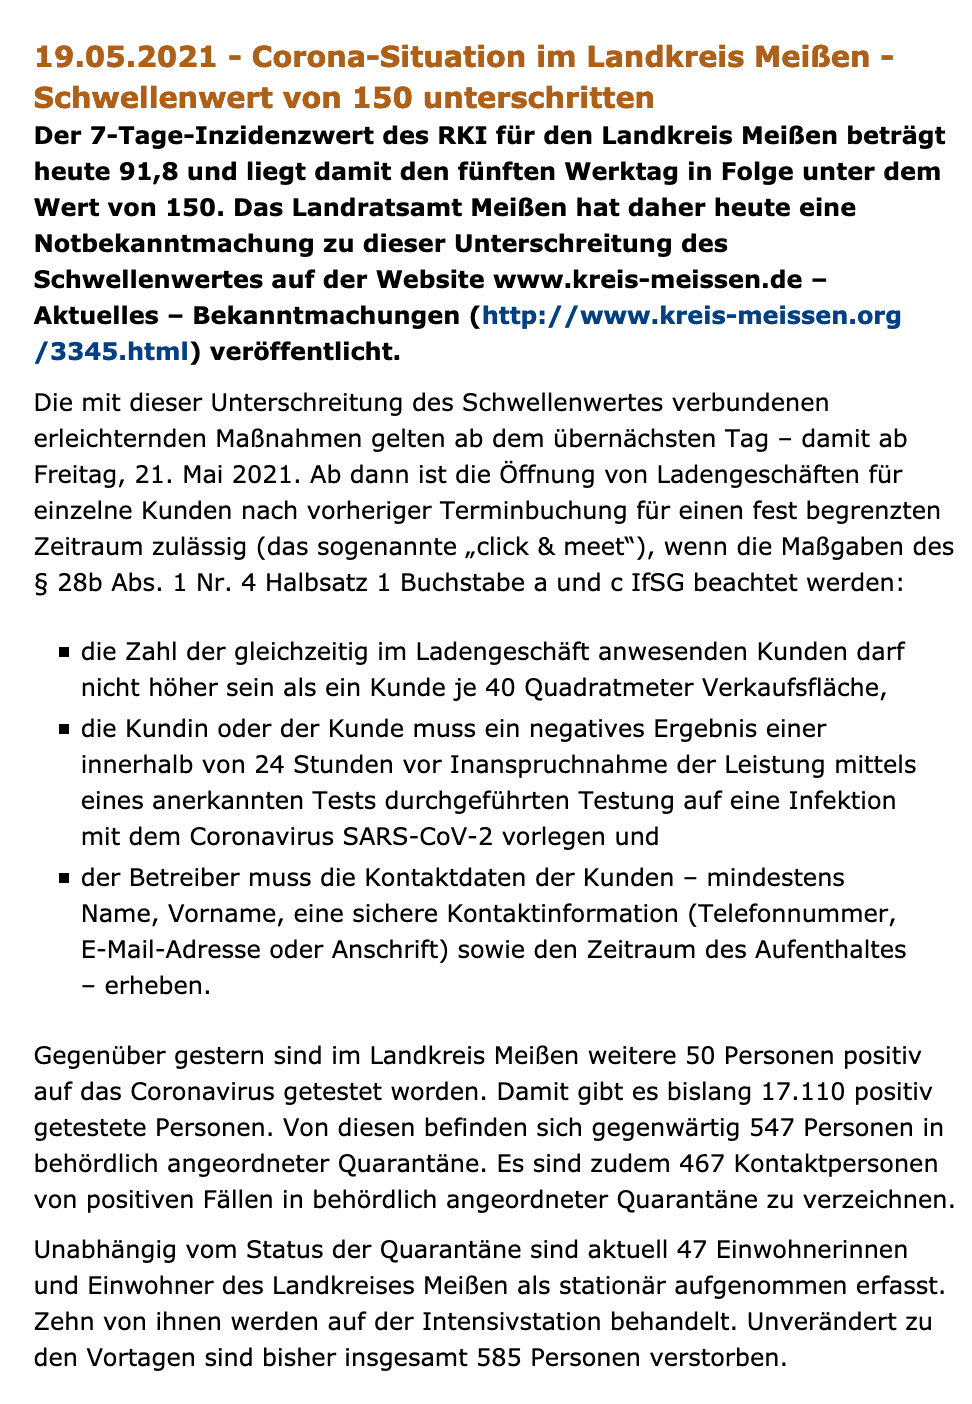 19.05.2021 - Corona-Situation im Landkreis Meißen -
Schwellenwert von 150 unterschritten
Der 7-Tage-Inzidenzwert des RKI für den Landkreis Meißen beträgt
heute 91,8 und liegt damit den fünften Werktag in Folge unter dem
Wert von 150. Das Landratsamt Meißen hat daher heute eine
Notbekanntmachung zu dieser Unterschreitung des
Schwellenwertes auf der Website www.kreis-meissen.de –
Aktuelles – Bekanntmachungen (http://www.kreis-meissen.org
/3345.html) veröffentlicht.
Die mit dieser Unterschreitung des Schwellenwertes verbundenen
erleichternden Maßnahmen gelten ab dem übernächsten Tag – damit ab
Freitag, 21. Mai 2021. Ab dann ist die Öffnung von Ladengeschäften für
einzelne Kunden nach vorheriger Terminbuchung für einen fest begrenzten
Zeitraum zulässig (das sogenannte „click & meet“), wenn die Maßgaben des
§ 28b Abs. 1 Nr. 4 Halbsatz 1 Buchstabe a und c IfSG beachtet werden:
▪ die Zahl der gleichzeitig im Ladengeschäft anwesenden Kunden darf
nicht höher sein als ein Kunde je 40 Quadratmeter Verkaufsfläche,
▪ die Kundin oder der Kunde muss ein negatives Ergebnis einer
innerhalb von 24 Stunden vor Inanspruchnahme der Leistung mittels
eines anerkannten Tests durchgeführten Testung auf eine Infektion
mit dem Coronavirus SARS-CoV-2 vorlegen und
▪ der Betreiber muss die Kontaktdaten der Kunden – mindestens
Name, Vorname, eine sichere Kontaktinformation (Telefonnummer,
E-Mail-Adresse oder Anschrift) sowie den Zeitraum des Aufenthaltes
– erheben.
Gegenüber gestern sind im Landkreis Meißen weitere 50 Personen positiv
auf das Coronavirus getestet worden. Damit gibt es bislang 17.110 positiv
getestete Personen. Von diesen befinden sich gegenwärtig 547 Personen in
behördlich angeordneter Quarantäne. Es sind zudem 467 Kontaktpersonen
von positiven Fällen in behördlich angeordneter Quarantäne zu verzeichnen.
Unabhängig vom Status der Quarantäne sind aktuell 47 Einwohnerinnen
und Einwohner des Landkreises Meißen als stationär aufgenommen erfasst.
Zehn von ihnen werden auf der Intensivstation behandelt. Unverändert zu
den Vortagen sind bisher insgesamt 585 Personen verstorben.